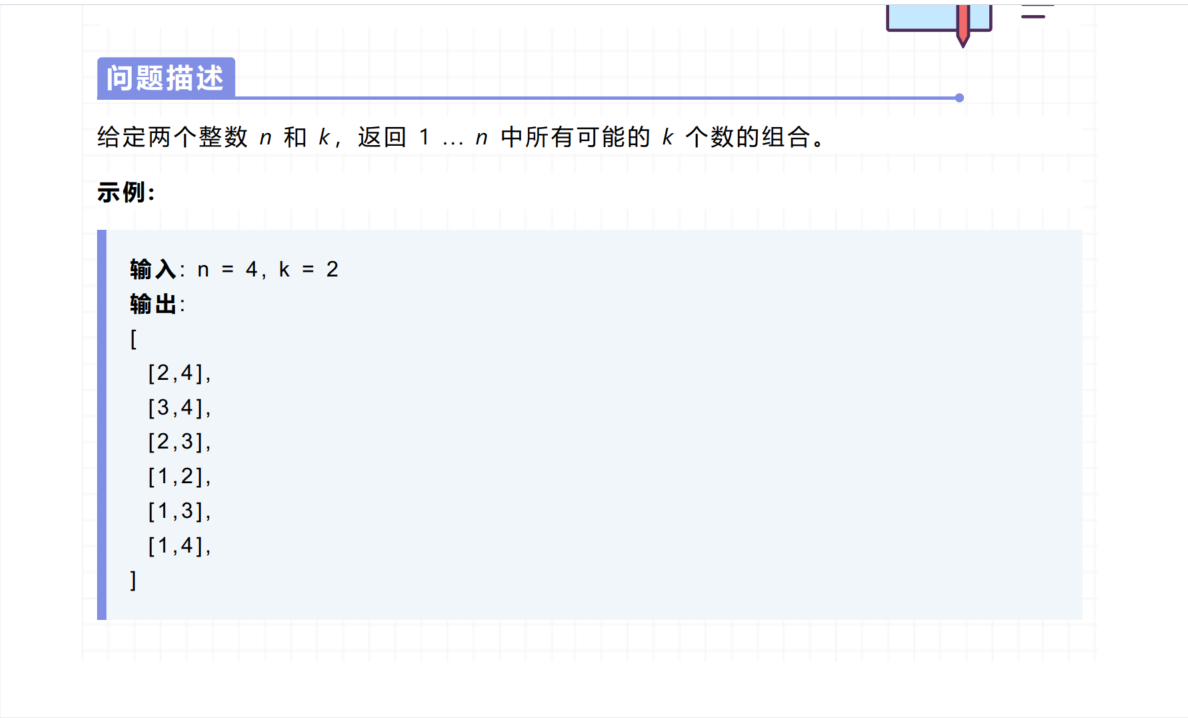 问题描述
给定两个整数 n 和 k，返回 1 ... n 中所有可能的 k 个数的组合。
示例:
输入: n = 4, k = 2
输出:
[
[2,4],
[3,4],
[2,3],
[1,2],
[1,3],
[1,4],
]